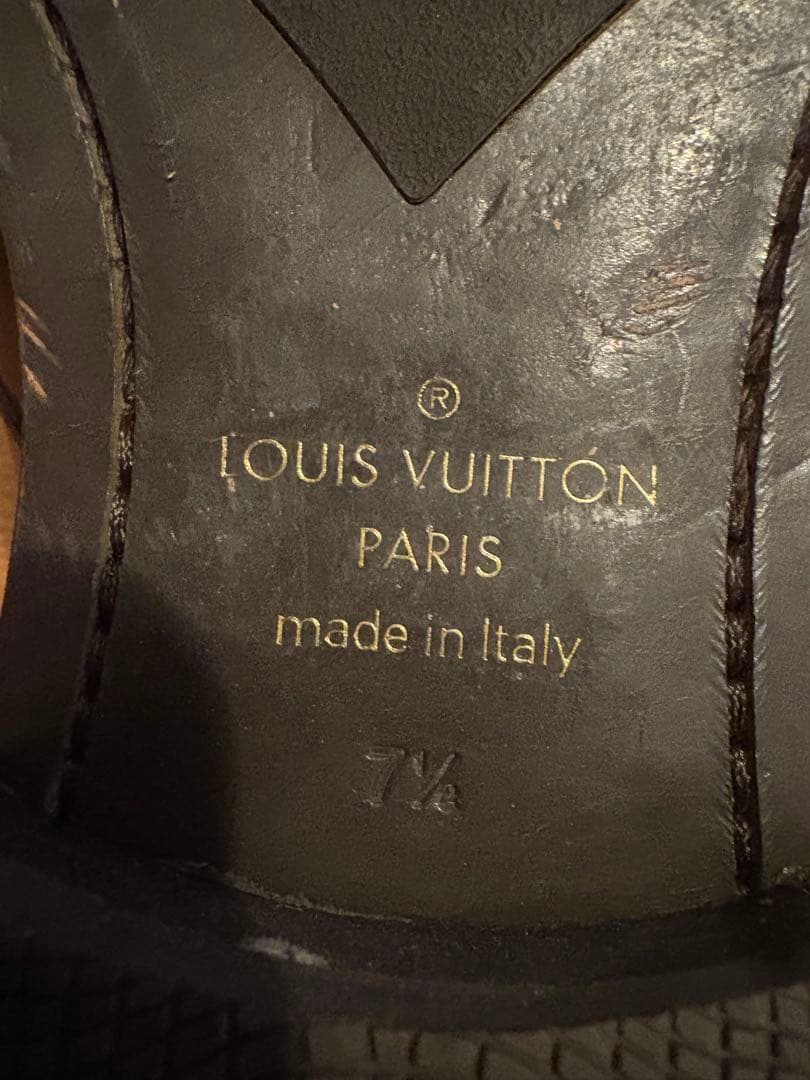 ®
LOUIS VUITTON
PARIS
made in Italy
7½